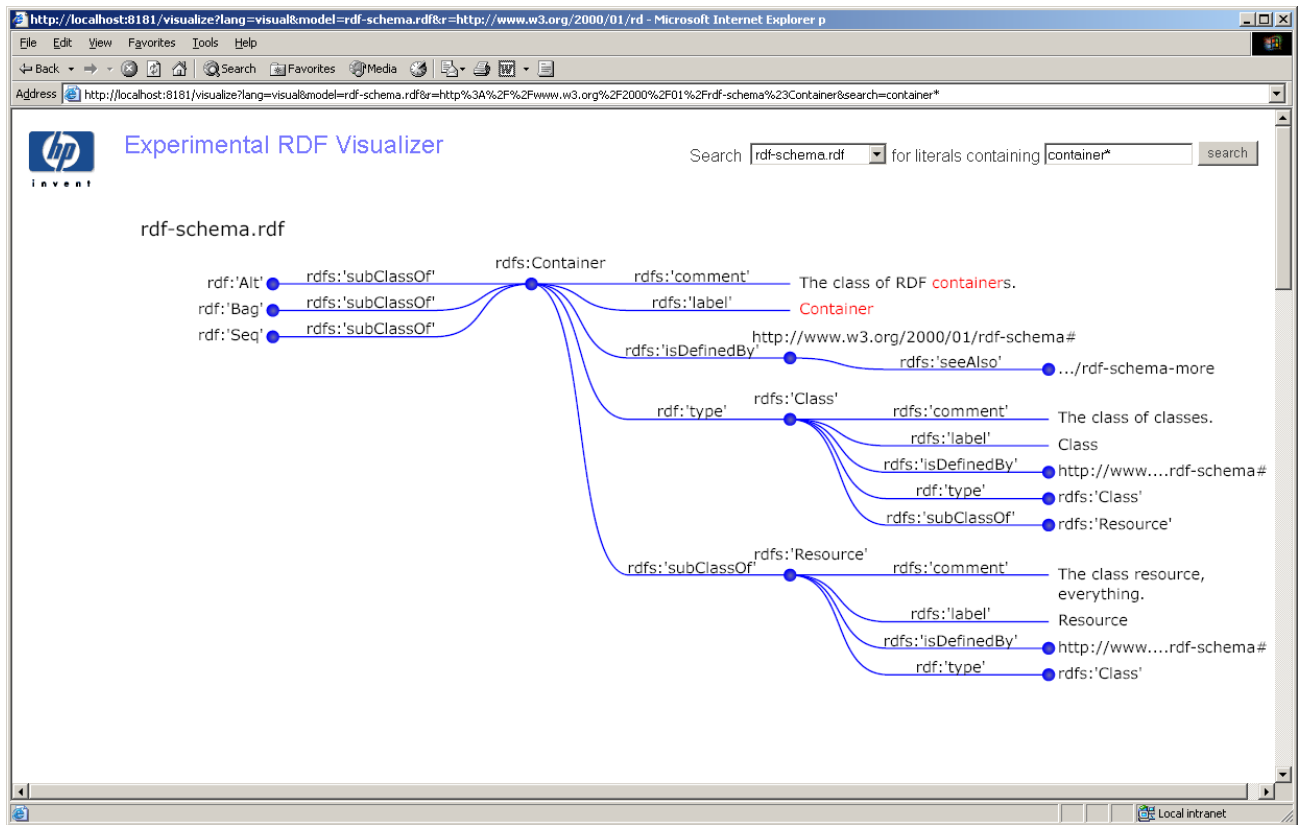 http://localhost:8181/visualize?lang=visual&model=rdf-schema.rdf&r=http://www.w3.org/2000/01/rd - Microsoft Internet Explorer p
File Edit View Favorites Tools Help
Back Search Favorites Media
Address http://localhost:8181/visualize?lang=visual&model=rdf-schema.rdf&r=http%3A%2F%2Fwww.w3.org%2F2000%2F01%2Frdf-schema%23Container&search=container*
hp
invent
Experimental RDF Visualizer
Search rdf-schema.rdf for literals containing container* search
rdf-schema.rdf
rdfs:Container
rdf:'Alt' rdfs:'subClassOf' rdfs:'comment' The class of RDF containers.
rdf:'Bag' rdfs:'subClassOf' rdfs:'label' Container
rdf:'Seq' rdfs:'subClassOf'
http://www.w3.org/2000/01/rdf-schema#
rdfs:'isDefinedBy' rdfs:'seeAlso' .../rdf-schema-more
rdfs:'Class'
rdf:'type' rdfs:'comment' The class of classes.
rdfs:'label' Class
rdfs:'isDefinedBy' http://www....rdf-schema#
rdf:'type' rdfs:'Class'
rdfs:'subClassOf' rdfs:'Resource'
rdfs:'Resource'
rdfs:'subClassOf' rdfs:'comment' The class resource,
everything.
rdfs:'label' Resource
rdfs:'isDefinedBy' http://www....rdf-schema#
rdf:'type' rdfs:'Class'
Local intranet